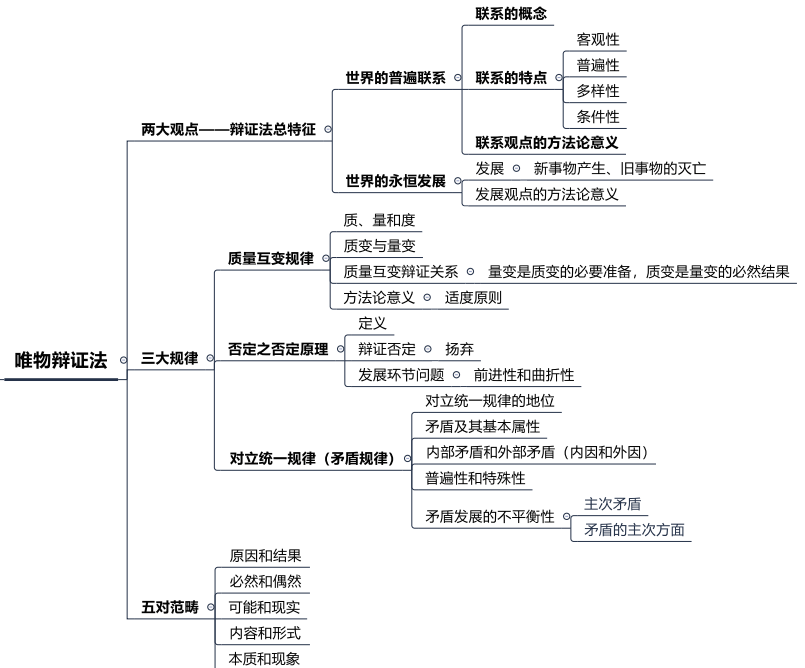 唯物辩证法
两大观点——辩证法总特征
世界的普遍联系
联系的概念
联系的特点
客观性
普遍性
多样性
条件性
联系观点的方法论意义
世界的永恒发展
发展
新事物产生、旧事物的灭亡
发展观点的方法论意义
三大规律
质量互变规律
质、量和度
质变与量变
质量互变辩证关系
量变是质变的必要准备，质变是量变的必然结果
方法论意义
适度原则
否定之否定原理
定义
辩证否定
扬弃
发展环节问题
前进性和曲折性
对立统一规律（矛盾规律）
对立统一规律的地位
矛盾及其基本属性
内部矛盾和外部矛盾（内因和外因）
普遍性和特殊性
矛盾发展的不平衡性
主次矛盾
矛盾的主次方面
五对范畴
原因和结果
必然和偶然
可能和现实
内容和形式
本质和现象